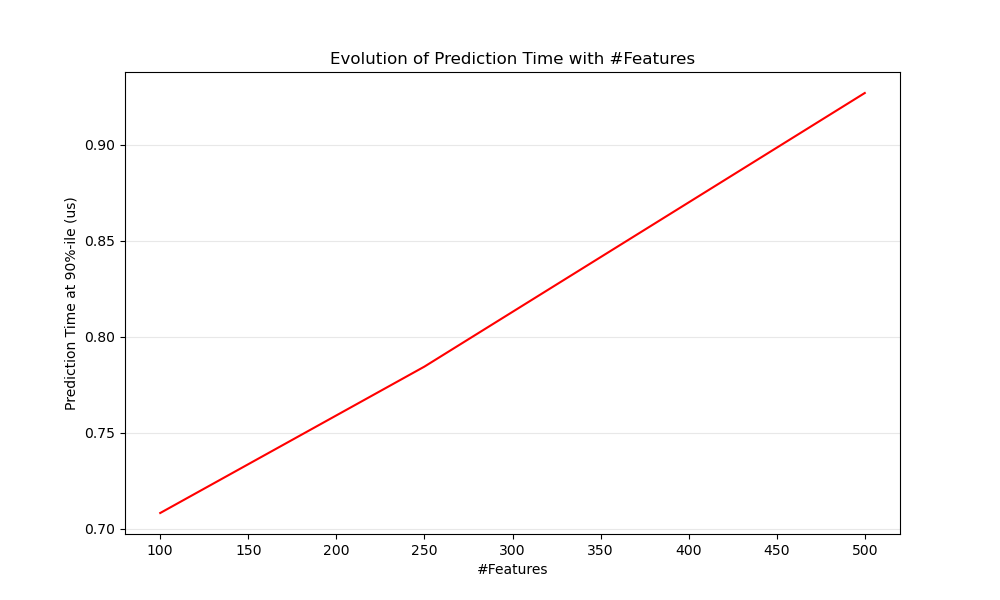 Evolution of Prediction Time with #Features
Prediction Time at 90%-ile (us)
0.90
0.85
0.80
0.75
0.70
100 150 200 250 300 350 400 450 500
#Features